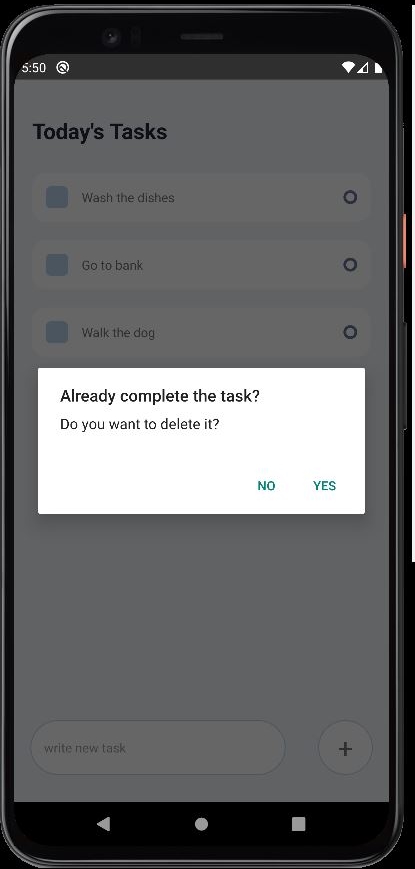 5:50
Today's Tasks
Wash the dishes
Go to bank
Walk the dog
Already complete the task?
Do you want to delete it?
NO YES
write new task
+